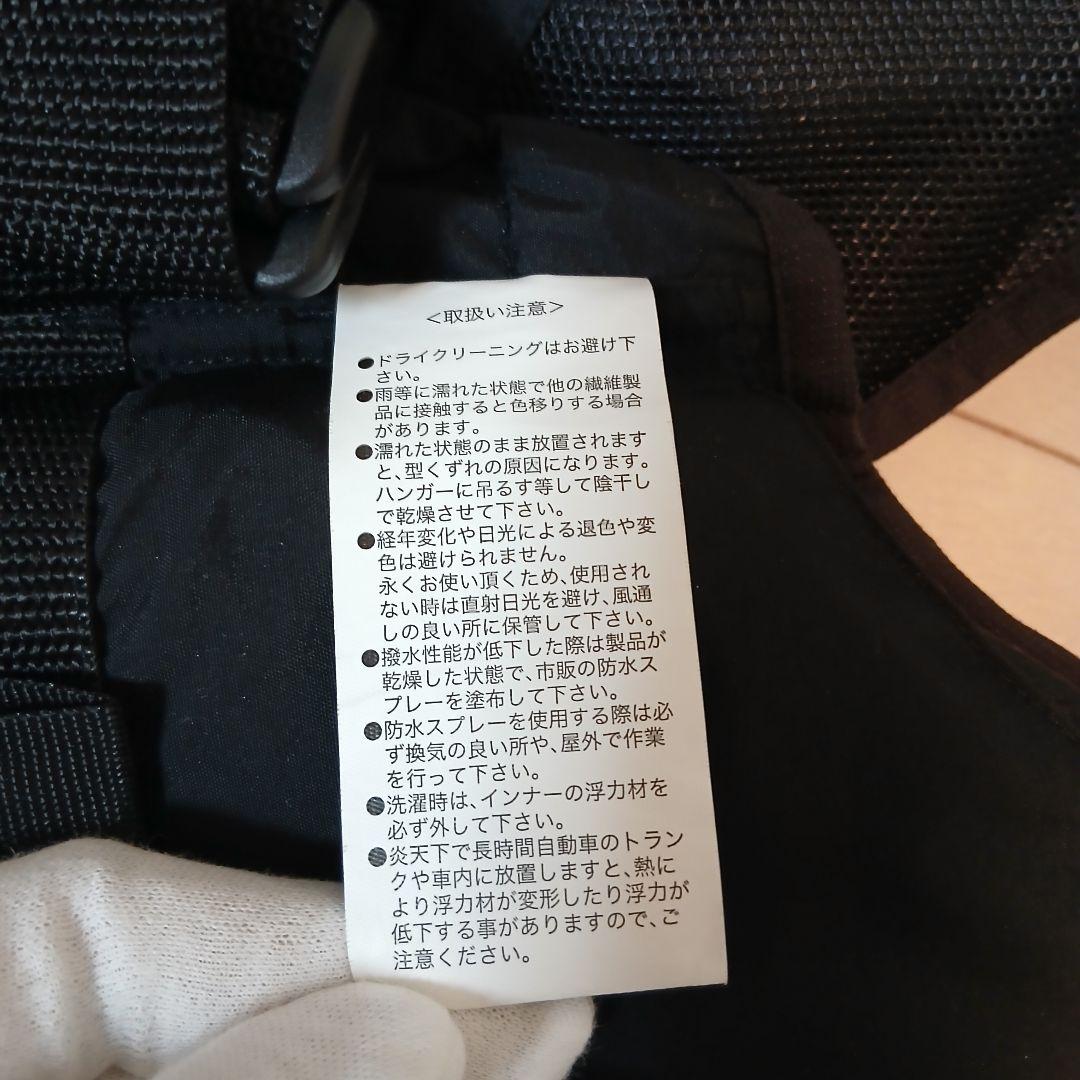 <取扱い注意>
●ドライクリーニングはお避け下
さい。
●雨等に濡れた状態で他の繊維製
品に接触すると色移りする場合
があります。
●濡れた状態のまま放置されます
と、型くずれの原因になります。
ハンガーに吊るす等して陰干し
で乾燥させて下さい。
●経年変化や日光による退色や変
色は避けられません。
永くお使い頂くため、使用され
ない時は直射日光を避け、風通
しの良い所に保管して下さい。
●撥水性能が低下した際は製品が
乾燥した状態で、市販の防水ス
プレーを塗布して下さい。
●防水スプレーを使用する際は必
ず換気の良い所や、屋外で作業
を行って下さい。
●洗濯時は、インナーの浮力材を
必ず外して下さい。
●炎天下で長時間自動車のトラン
クや車内に放置しますと、熱に
より浮力材が変形したり浮力が
低下する事がありますので、ご
注意ください。